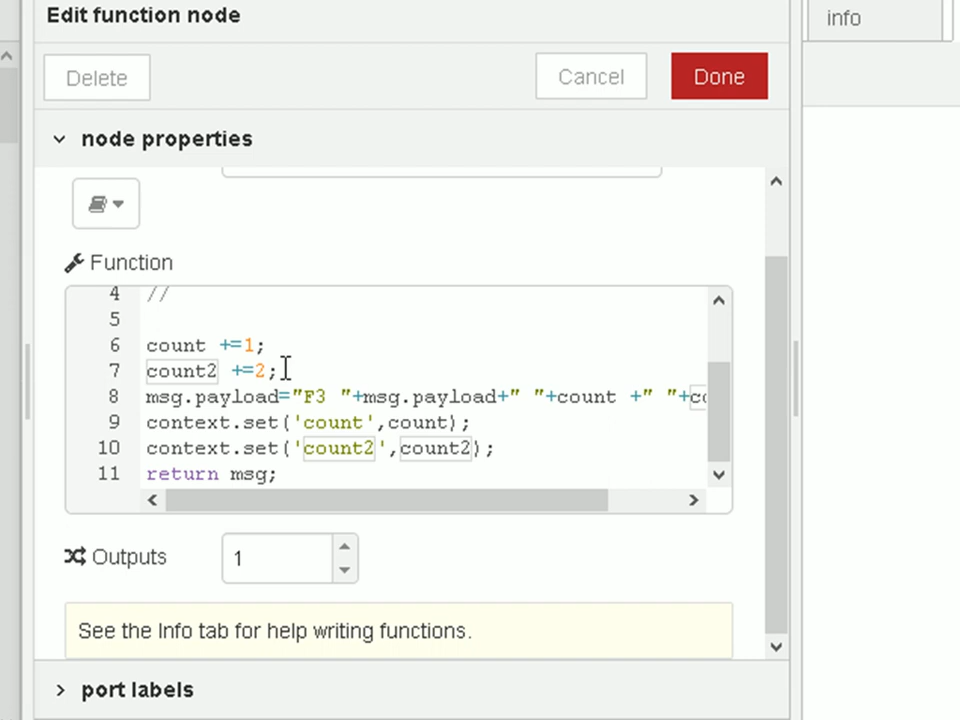 Edit function node
info
Delete
Cancel
Done
node properties
Function
4 //
5
6 count +=1;
7 count2 +=2;
8 msg.payload="F3 "+msg.payload+" "+count +" "+co
9 context.set('count',count);
10 context.set('count2',count2);
11 return msg;
Outputs
1
See the Info tab for help writing functions.
port labels